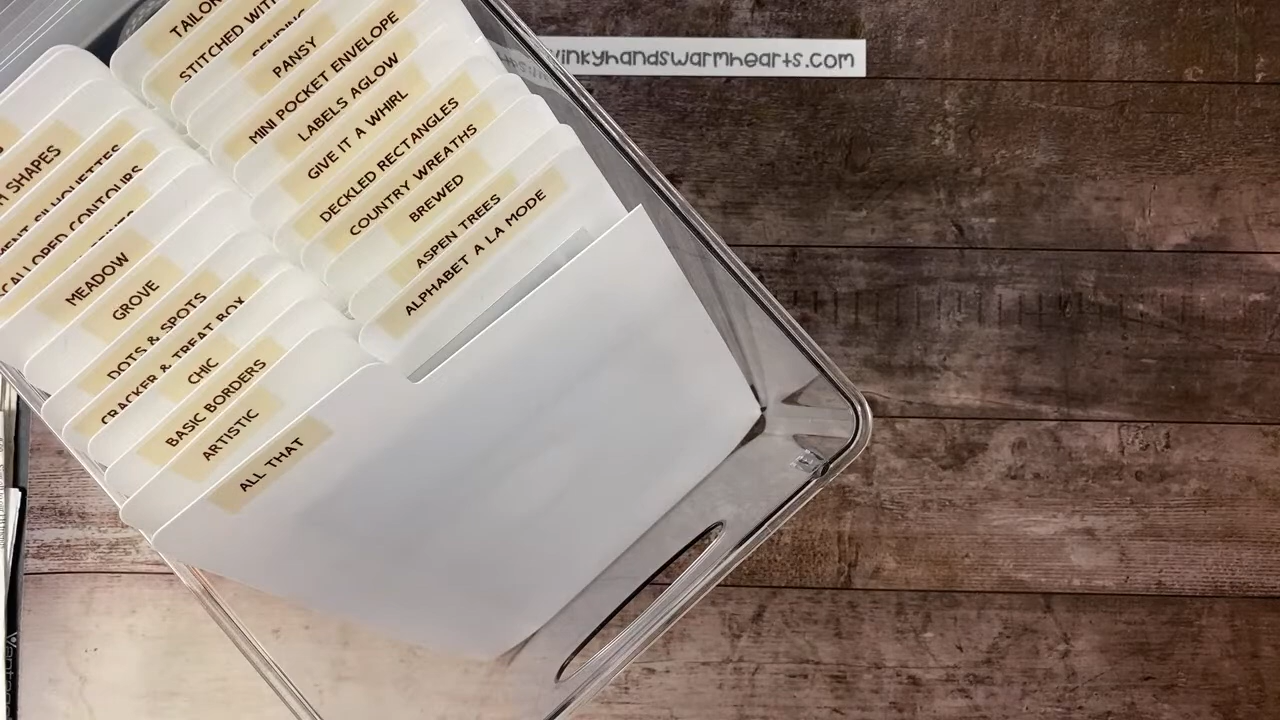 TAILOR
STITCHED WITH
PANSY
MINI POCKET ENVELOPE
LABELS AGLOW
GIVE IT A WHIRL
DECKLED RECTANGLES
COUNTRY WREATHS
BREWED
ASPEN TREES
ALPHABET A LA MODE
SHAPES
SILHOUETTES
CALLOPED CONTOURS
MEADOW
GROVE
DOTS & SPOTS
CRACKER & TREAT BOX
CHIC
BASIC BORDERS
ARTISTIC
ALL THAT
inkyhandswarmhearts.com